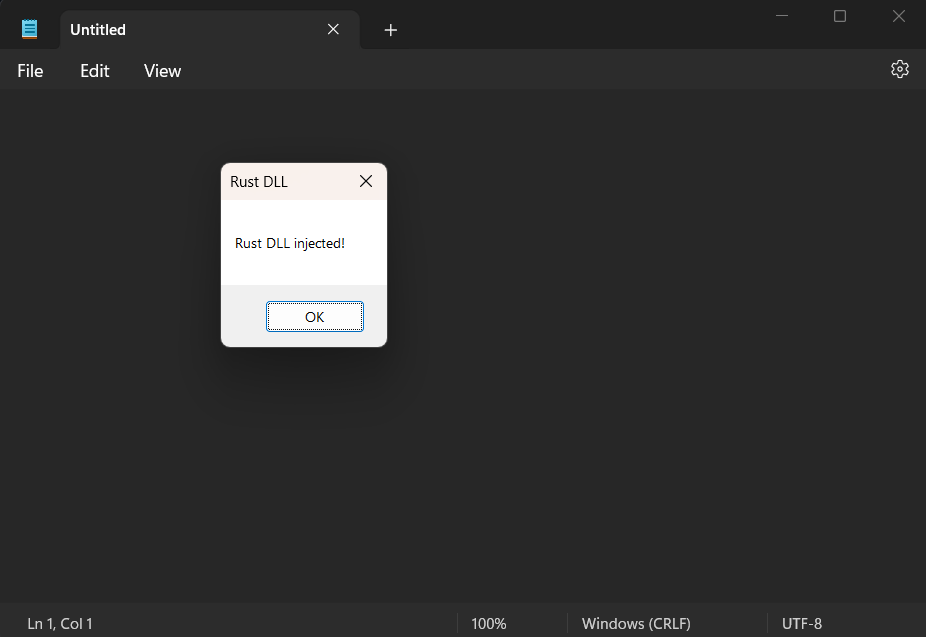 Untitled
File Edit View
Rust DLL
Rust DLL injected!
OK
Ln 1, Col 1 100% Windows (CRLF) UTF-8